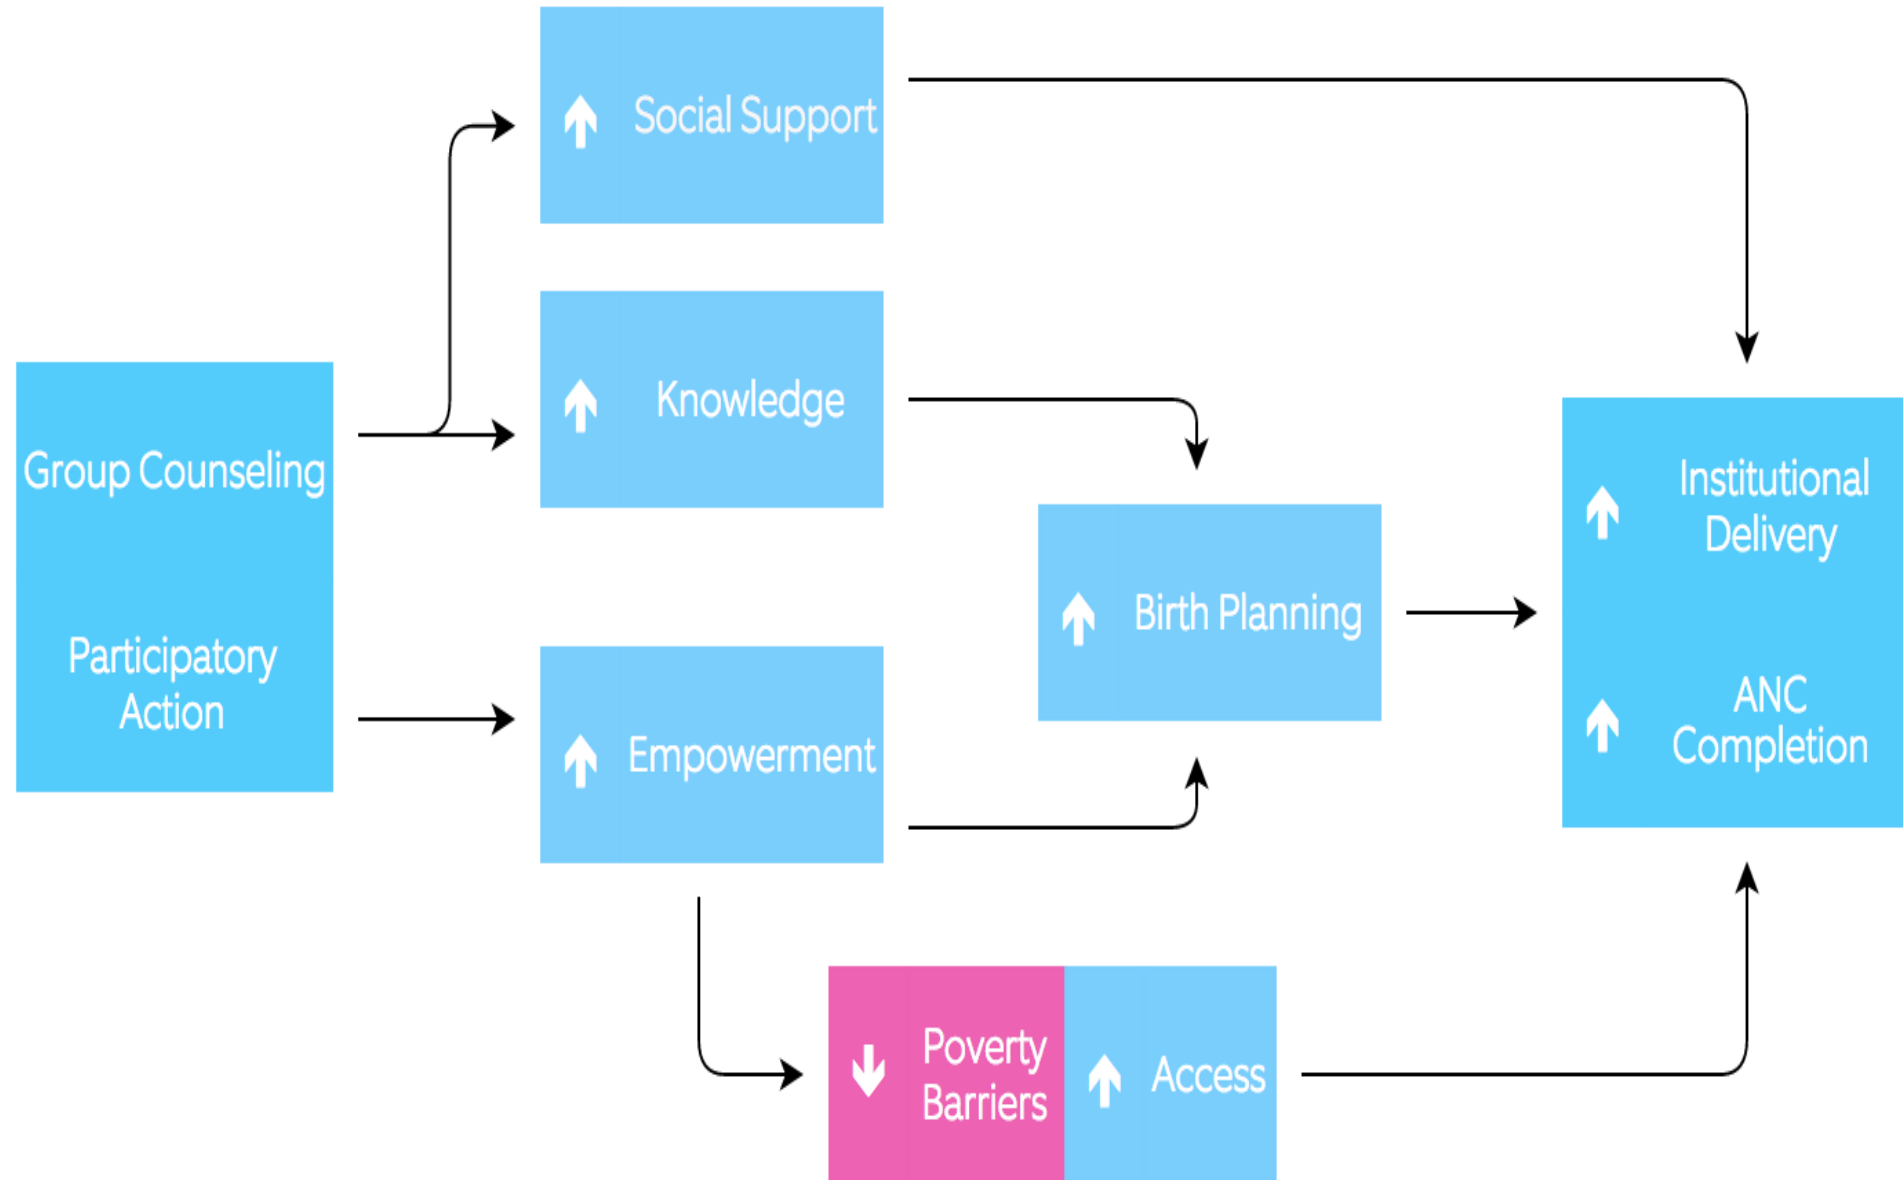 Social Support
Knowledge
Group Counseling
Participatory
Action
Empowerment
Birth Planning
Institutional
Delivery
ANC
Completion
Poverty
Barriers
Access